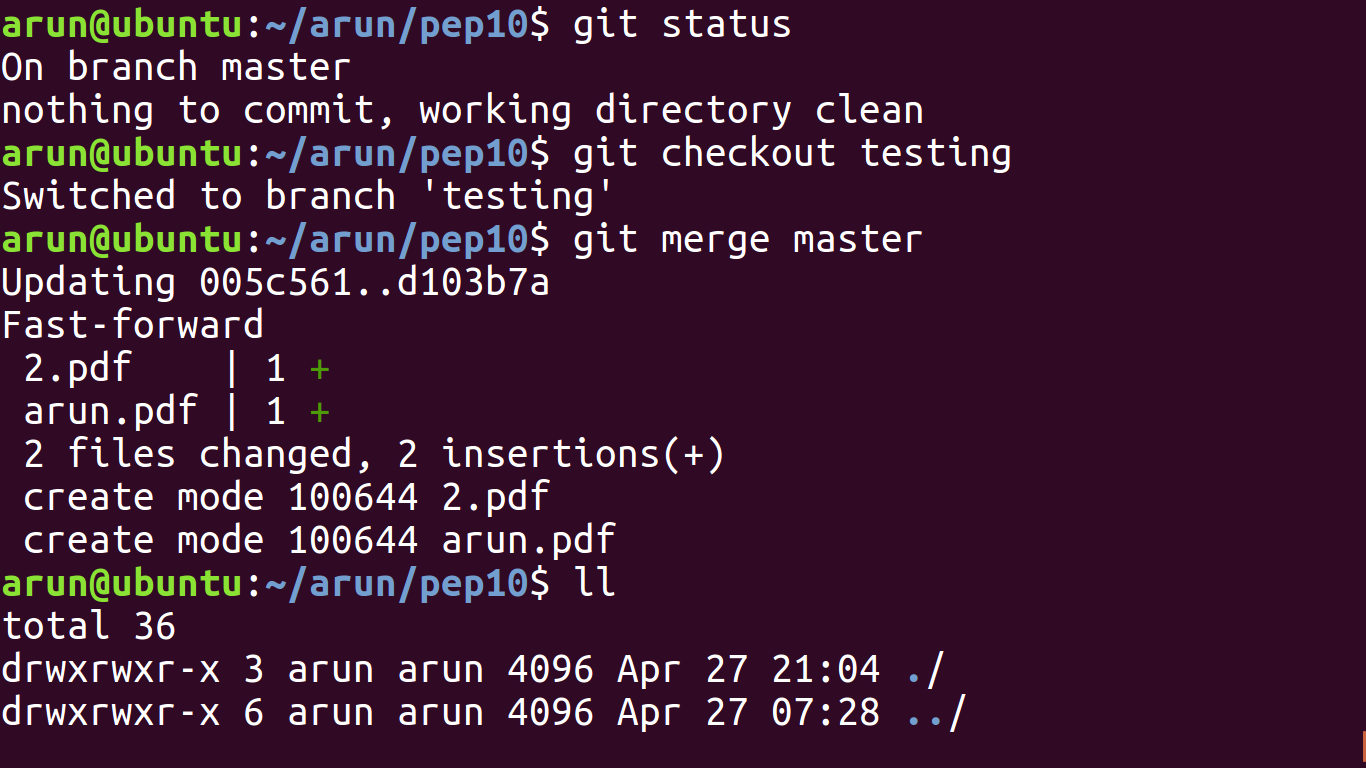 arun@ubuntu:~/arun/pep10$ git status
On branch master
nothing to commit, working directory clean
arun@ubuntu:~/arun/pep10$ git checkout testing
Switched to branch 'testing'
arun@ubuntu:~/arun/pep10$ git merge master
Updating 005c561..d103b7a
Fast-forward
 2.pdf    | 1 +
 arun.pdf | 1 +
 2 files changed, 2 insertions(+)
 create mode 100644 2.pdf
 create mode 100644 arun.pdf
arun@ubuntu:~/arun/pep10$ ll
total 36
drwxrwxr-x 3 arun arun 4096 Apr 27 21:04 ./
drwxrwxr-x 6 arun arun 4096 Apr 27 07:28 ../